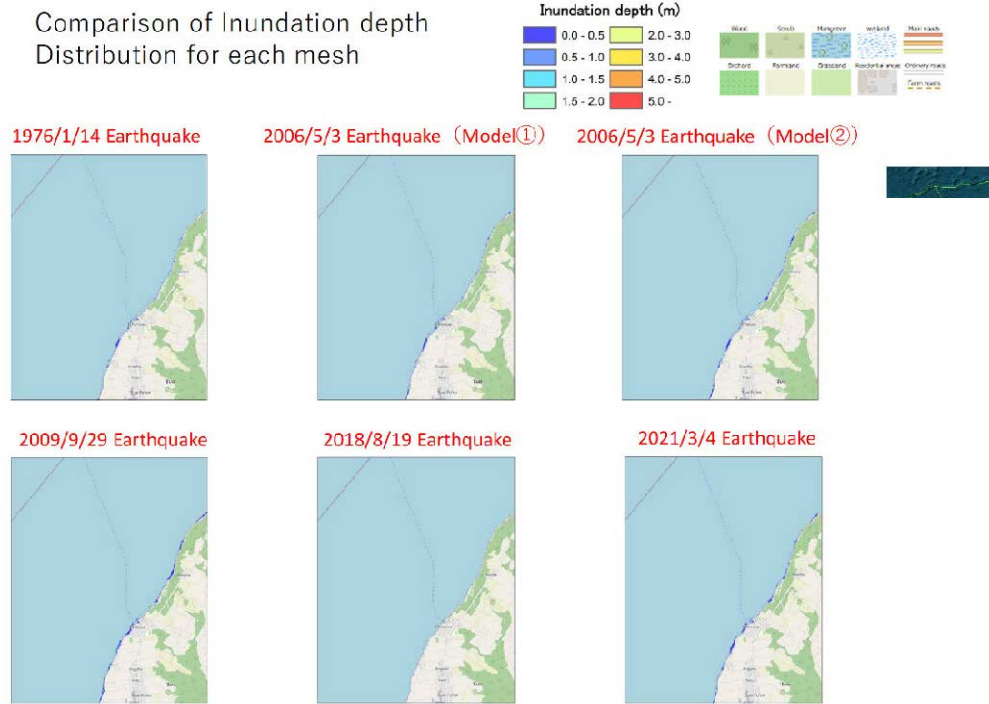 Comparison of Inundation depth
Distribution for each mesh
Inundation depth (m)
0.0 - 0.5
2.0 - 3.0
0.5 - 1.0
3.0 - 4.0
1.0 - 1.5
4.0 - 5.0
1.5 - 2.0
5.0 -
Wood
Scrub
Mangrove
wetland
Main roads
Orchard
Farmland
Grassland
Residential areas
Ordinary roads
Farm roads
1976/1/14 Earthquake
2006/5/3 Earthquake（Model①）
2006/5/3 Earthquake（Model②）
2009/9/29 Earthquake
2018/8/19 Earthquake
2021/3/4 Earthquake